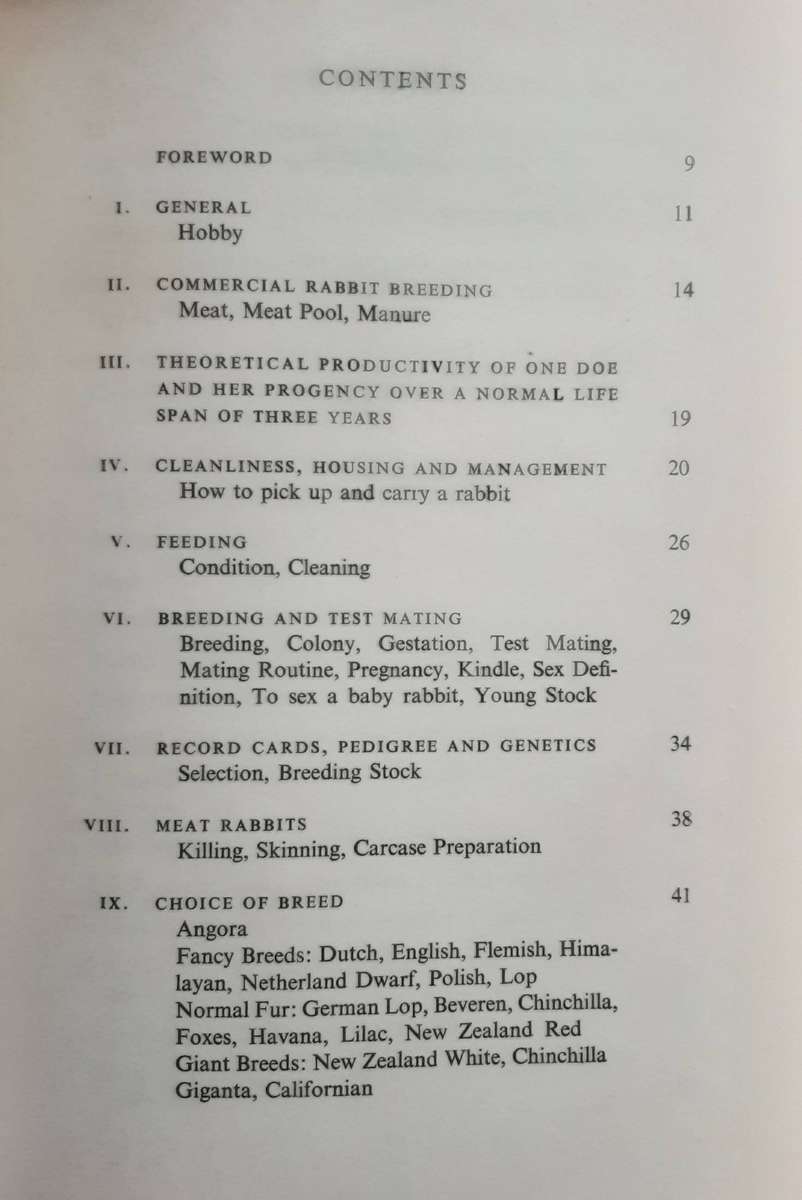 CONTENTS
FOREWORD 9
I. GENERAL 11
Hobby
II. COMMERCIAL RABBIT BREEDING 14
Meat, Meat Pool, Manure
III. THEORETICAL PRODUCTIVITY OF ONE DOE
AND HER PROGENCY OVER A NORMAL LIFE
SPAN OF THREE YEARS 19
IV. CLEANLINESS, HOUSING AND MANAGEMENT 20
How to pick up and carry a rabbit
V. FEEDING 26
Condition, Cleaning
VI. BREEDING AND TEST MATING 29
Breeding, Colony, Gestation, Test Mating,
Mating Routine, Pregnancy, Kindle, Sex Defi-
nition, To sex a baby rabbit, Young Stock
VII. RECORD CARDS, PEDIGREE AND GENETICS 34
Selection, Breeding Stock
VIII. MEAT RABBITS 38
Killing, Skinning, Carcase Preparation
IX. CHOICE OF BREED 41
Angora
Fancy Breeds: Dutch, English, Flemish, Hima-
layan, Netherland Dwarf, Polish, Lop
Normal Fur: German Lop, Beveren, Chinchilla,
Foxes, Havana, Lilac, New Zealand Red
Giant Breeds: New Zealand White, Chinchilla
Giganta, Californian